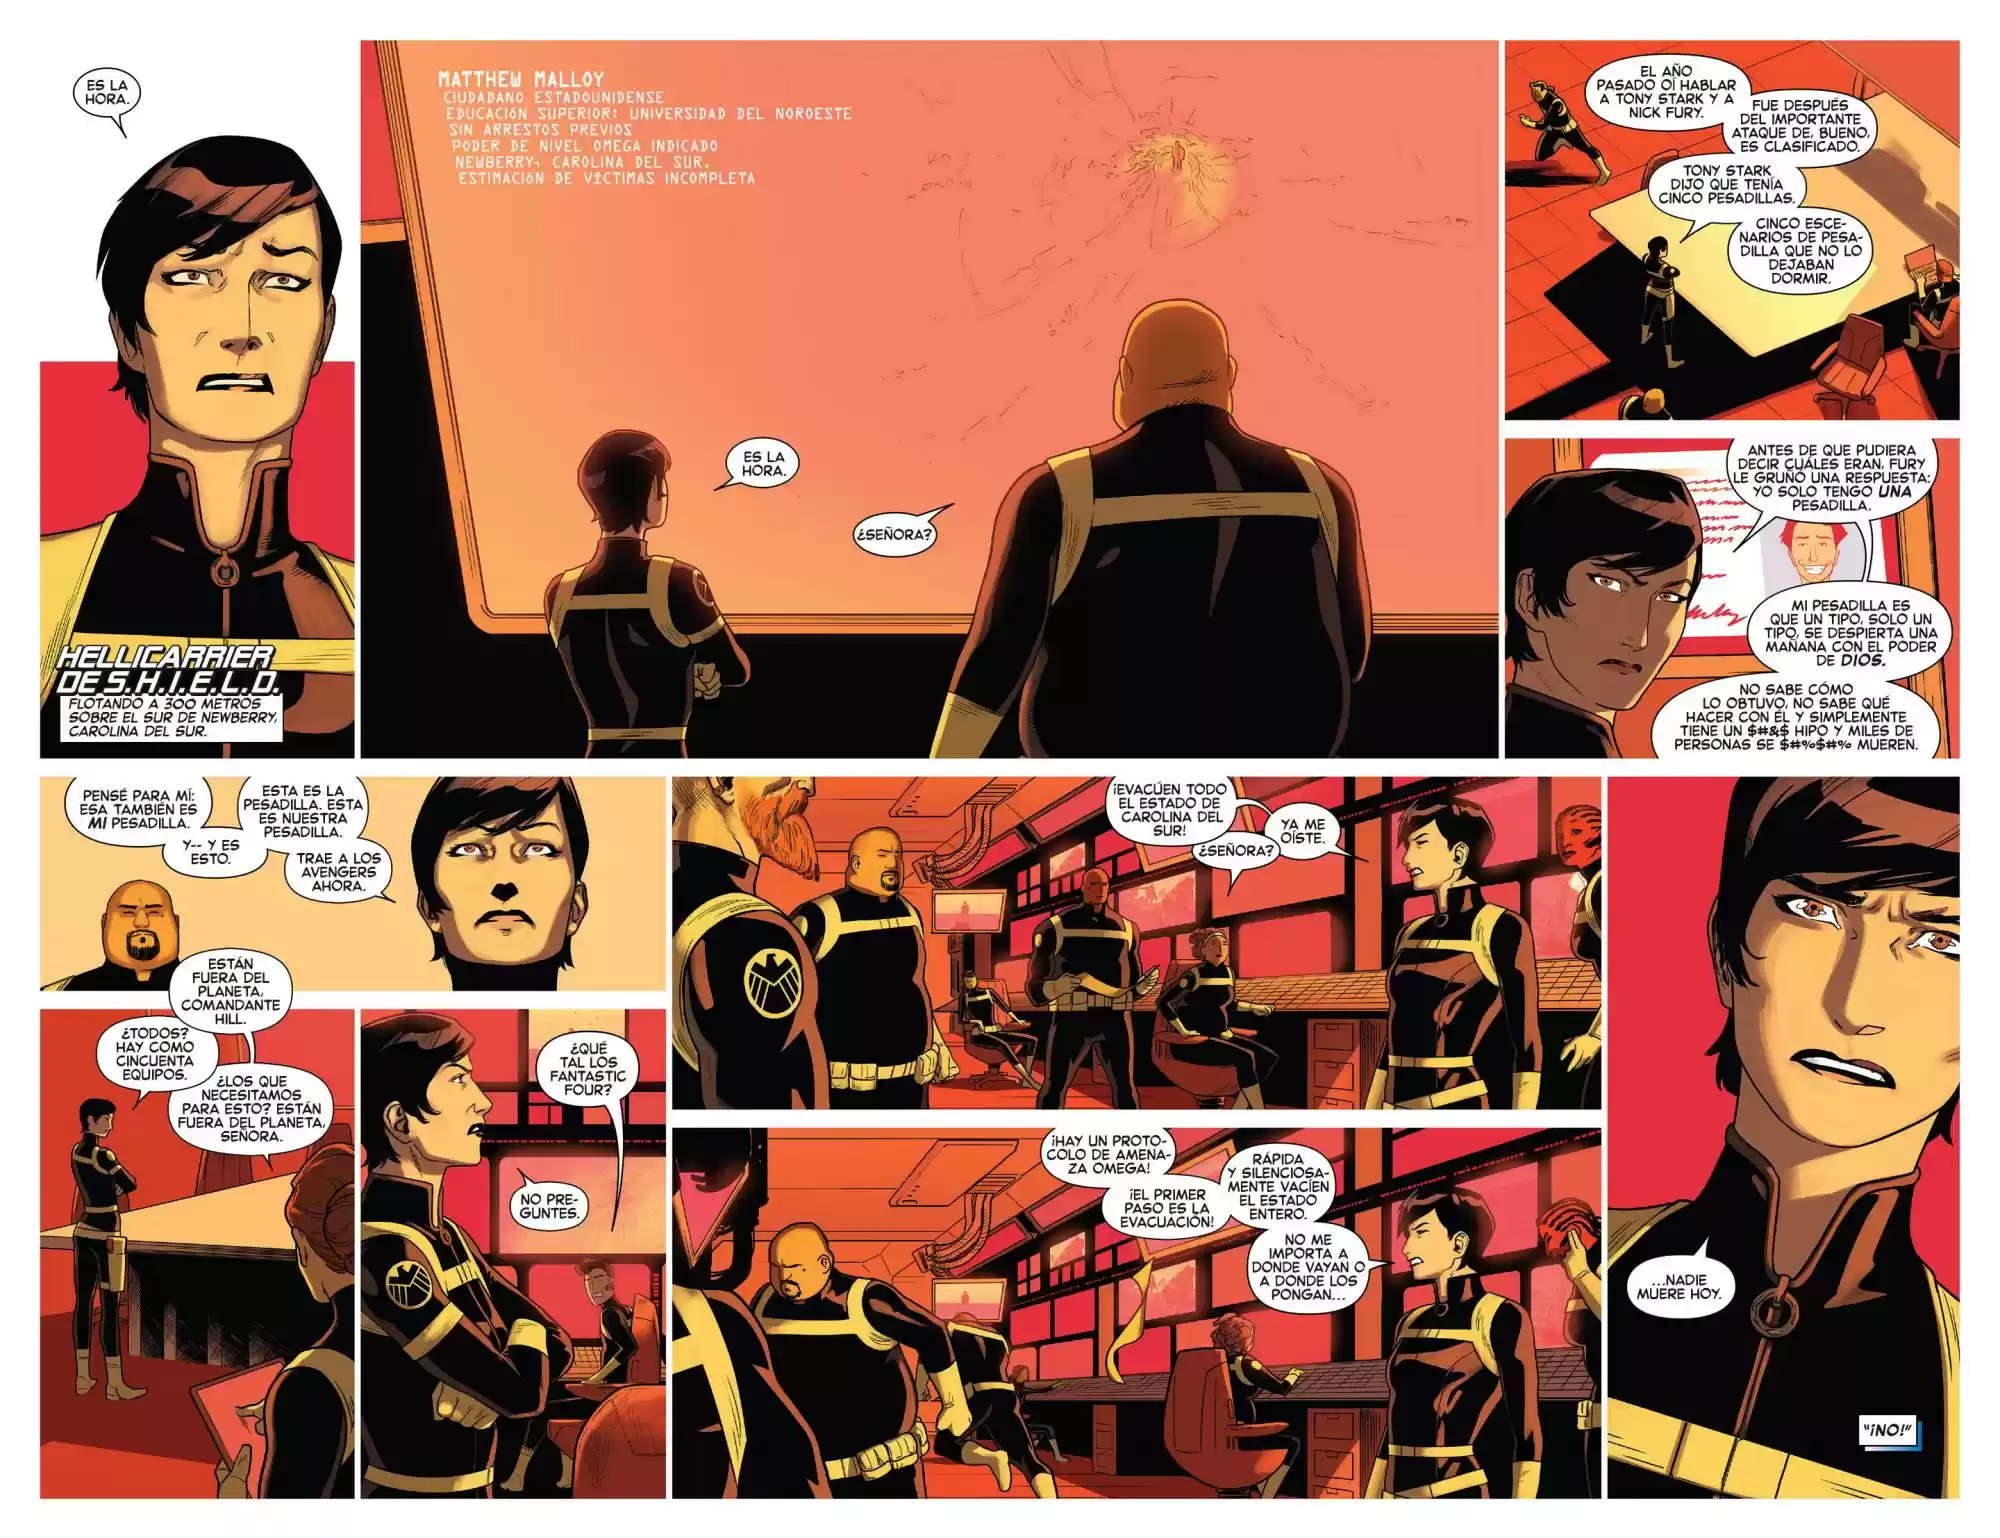 ES LA
HORA.
HELLICARRIER
DE S.H.I.E.L.D.
FLOTANDO A 300 METROS
SOBRE EL SUR DE NEWBERRY,
CAROLINA DEL SUR.
MATTHEW MALLOY
CIUDADANO ESTADOUNIDENSE
EDUCACIÓN SUPERIOR: UNIVERSIDAD DEL NOROESTE
SIN ARRESTOS PREVIOS
PODER DE NIVEL OMEGA INDICADO
NEWBERRY, CAROLINA DEL SUR.
ESTIMACIÓN DE VÍCTIMAS INCOMPLETA
ES LA
HORA.
¿SEÑORA?
EL AÑO
PASADO OÍ HABLAR
A TONY STARK Y A
NICK FURY.
FUE DESPUÉS
DEL IMPORTANTE
ATAQUE DE, BUENO,
ES CLASIFICADO.
TONY STARK
DIJO QUE TENÍA
CINCO PESADILLAS.
CINCO ESCE-
NARIOS DE PESA-
DILLA QUE NO LO
DEJABAN
DORMIR.
ANTES DE QUE PUDIERA
DECIR CUÁLES ERAN, FURY
LE GRUÑÓ UNA RESPUESTA:
YO SOLO TENGO UNA
PESADILLA.
MI PESADILLA ES
QUE UN TIPO, SOLO UN
TIPO, SE DESPIERTA UNA
MAÑANA CON EL PODER
DE DIOS.
NO SABE CÓMO
LO OBTUVO, NO SABE QUÉ
HACER CON ÉL Y SIMPLEMENTE
TIENE UN $#&$ HIPO Y MILES DE
PERSONAS SE $#%$#% MUEREN.
PENSÉ PARA MÍ:
ESA TAMBIÉN ES
MI PESADILLA.
Y-- Y ES
ESTO.
ESTA ES LA
PESADILLA. ESTA
ES NUESTRA
PESADILLA.
TRAE A LOS
AVENGERS
AHORA.
ESTÁN
FUERA DEL
PLANETA,
COMANDANTE
HILL.
¿TODOS?
HAY COMO
CINCUENTA
EQUIPOS.
¿LOS QUE
NECESITAMOS
PARA ESTO? ESTÁN
FUERA DEL PLANETA,
SEÑORA.
¿QUÉ
TAL LOS
FANTASTIC
FOUR?
NO PRE-
GUNTES.
¡EVACÚEN TODO
EL ESTADO DE
CAROLINA DEL
SUR!
¿SEÑORA?
YA ME
OÍSTE.
¡HAY UN PROTO-
COLO DE AMENA-
ZA OMEGA!
¡EL PRIMER
PASO ES LA
EVACUACIÓN!
RÁPIDA
Y SILENCIOSA-
MENTE VACÍEN
EL ESTADO
ENTERO.
NO ME
IMPORTA A
DONDE VAYAN O
A DONDE LOS
PONGAN...
...NADIE
MUERE HOY.
"¡NO!"